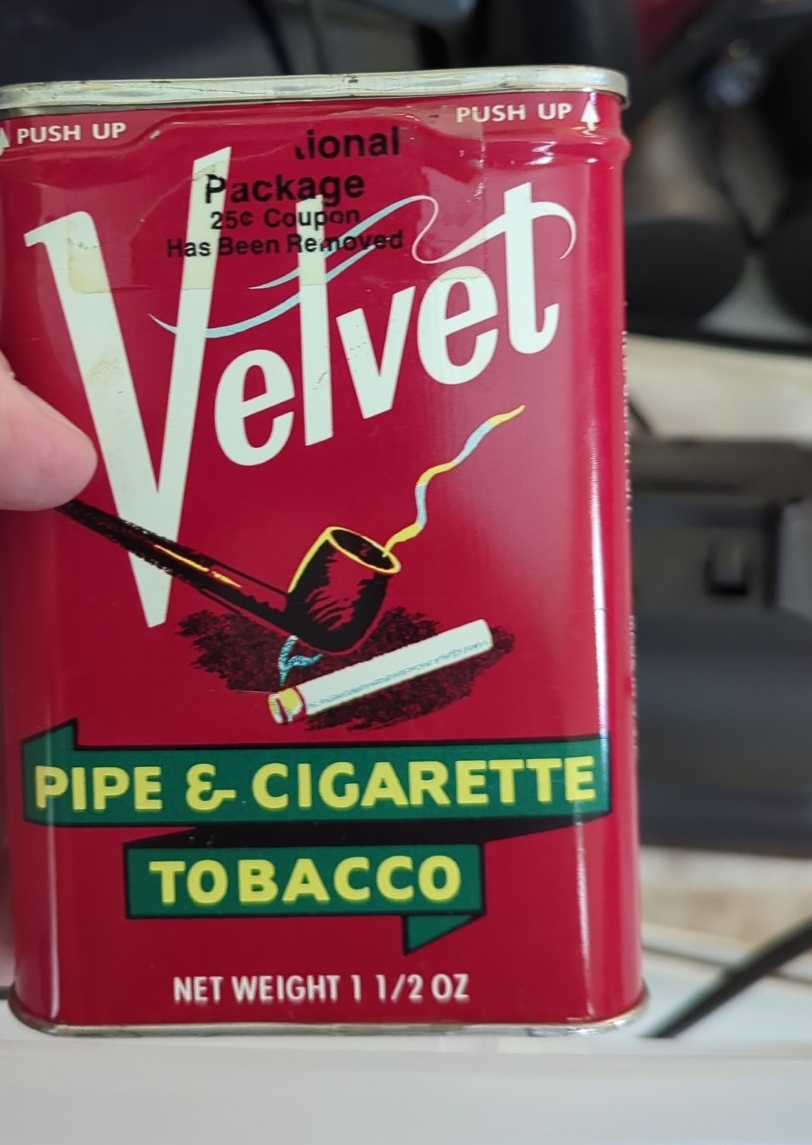 PUSH UP
PUSH UP
ional
Package
25¢ Coupon
Has Been Removed
Velvet
PIPE & CIGARETTE
TOBACCO
NET WEIGHT 1 1/2 OZ